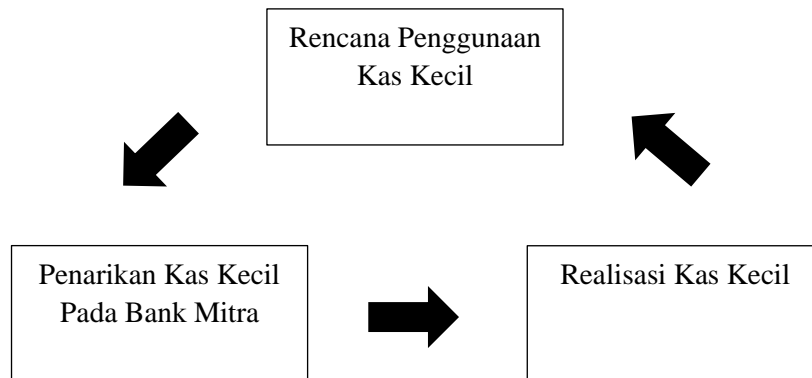 Rencana Penggunaan
Kas Kecil
Penarikan Kas Kecil
Pada Bank Mitra
Realisasi Kas Kecil